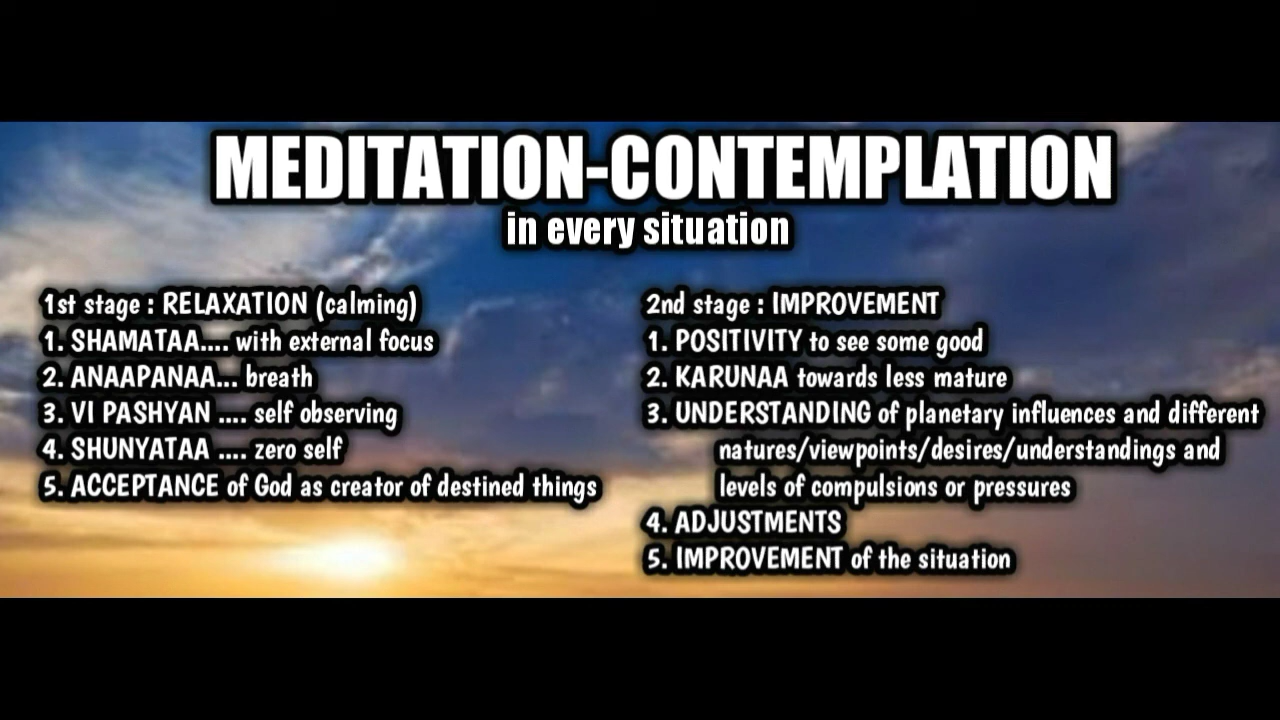 MEDITATION-CONTEMPLATION
in every situation
1st stage : RELAXATION (calming)
1. SHAMATAA.... with external focus
2. ANAAPANAA... breath
3. VI PASHYAN .... self observing
4. SHUNYATAA .... zero self
5. ACCEPTANCE of God as creator of destined things
2nd stage : IMPROVEMENT
1. POSITIVITY to see some good
2. KARUNAA towards less mature
3. UNDERSTANDING of planetary influences and different
natures/viewpoints/desires/understandings and
levels of compulsions or pressures
4. ADJUSTMENTS
5. IMPROVEMENT of the situation